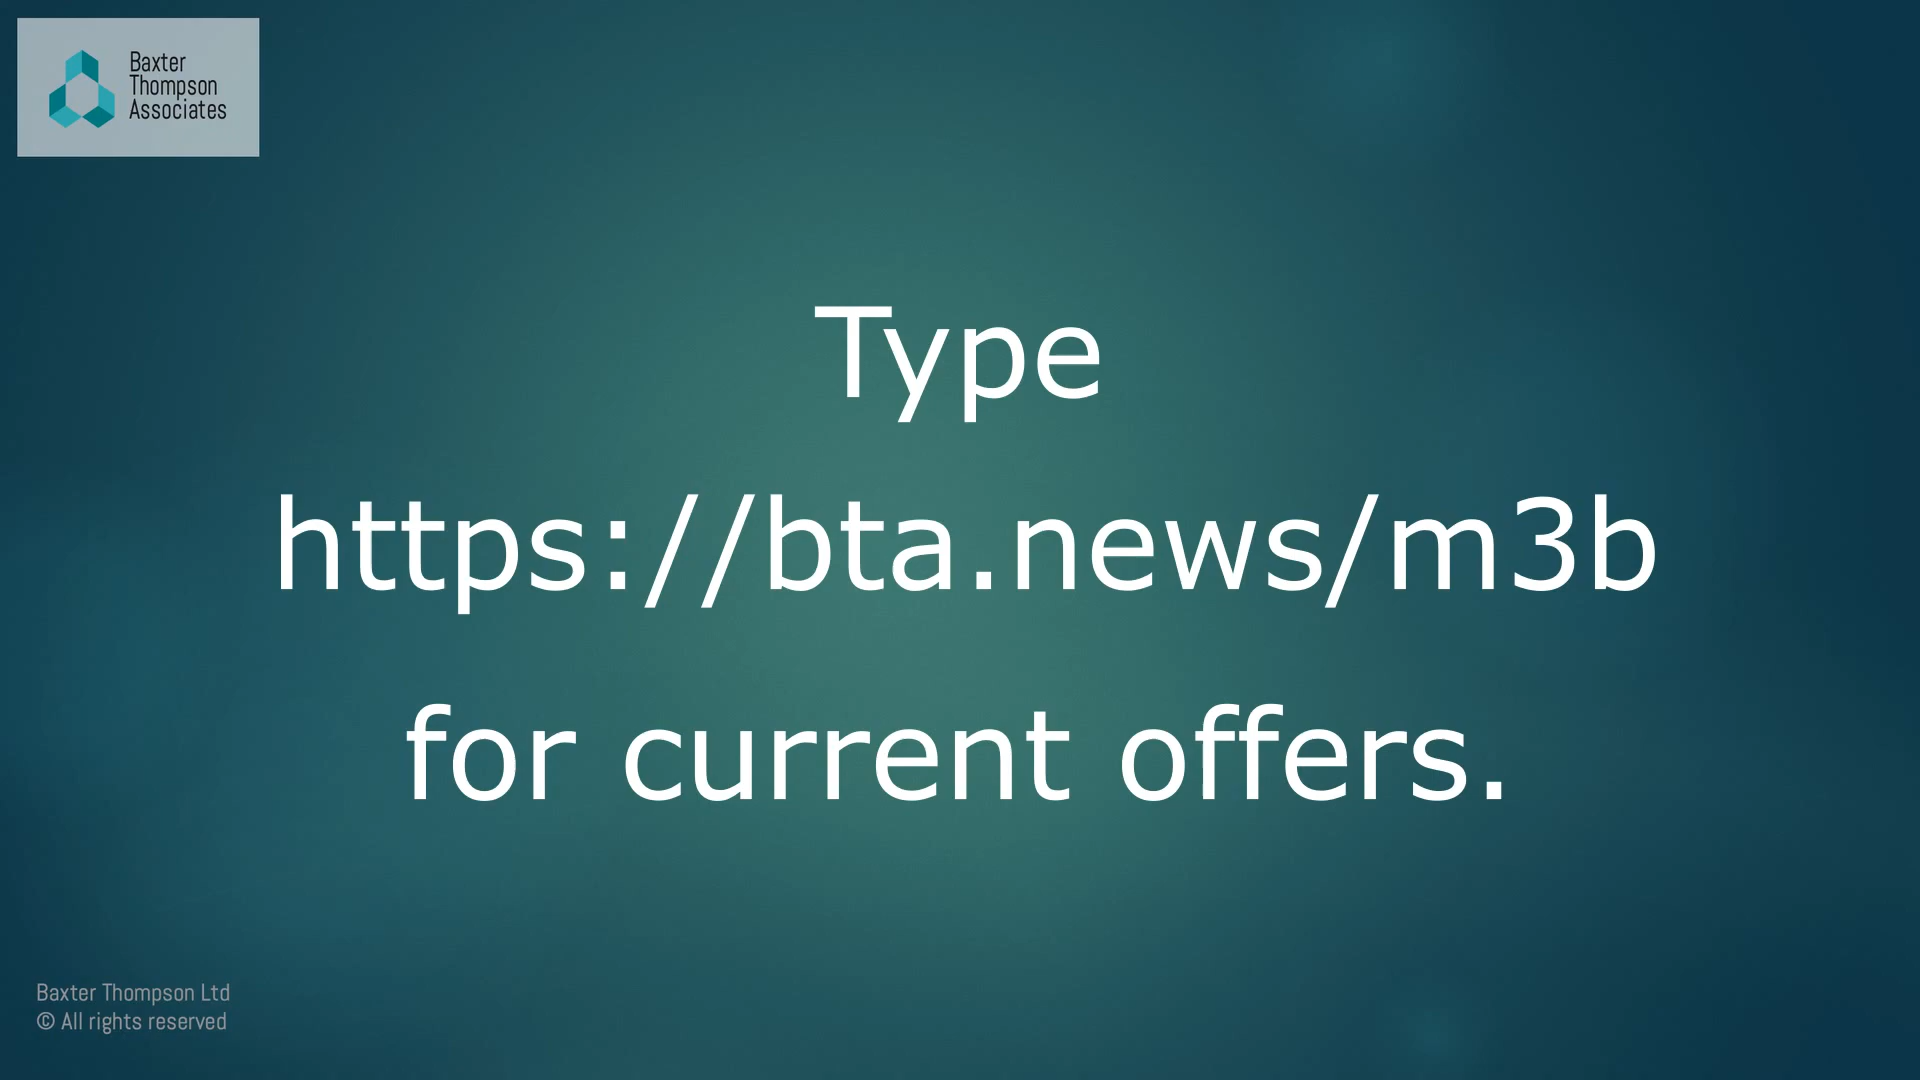 Baxter
Thompson
Associates
Type
https://bta.news/m3b
for current offers.
Baxter Thompson Ltd
© All rights reserved